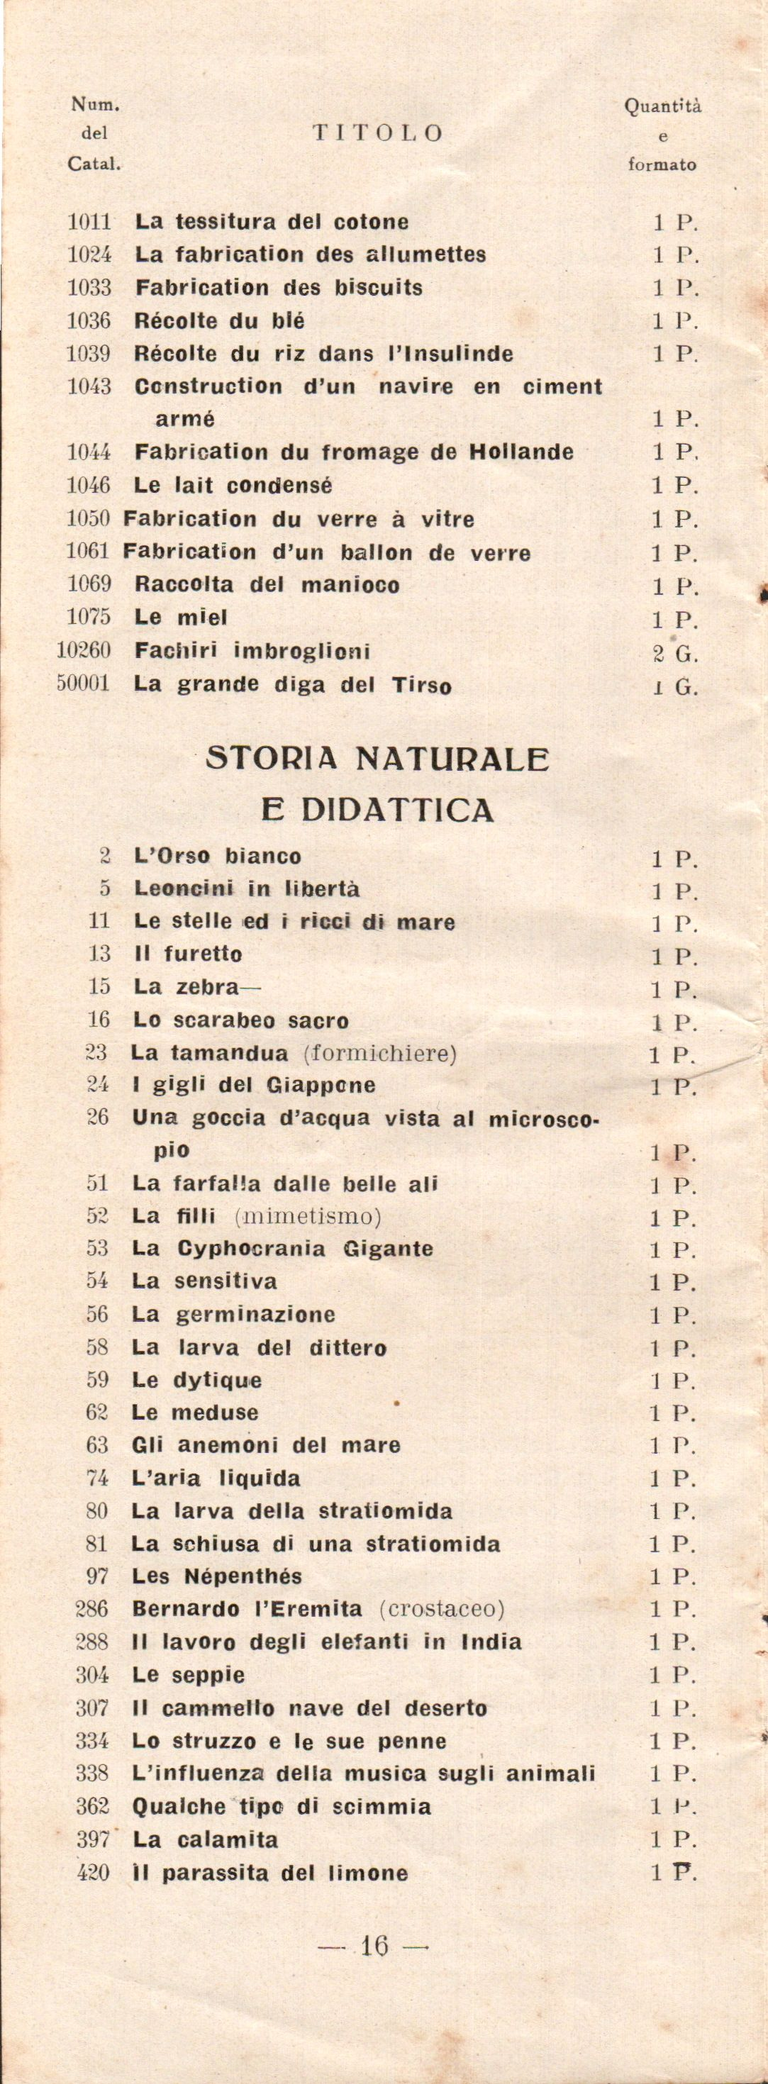 Num.
del
Catal.
TITOLO
Quantità
e
formato
1011 La tessitura del cotone 1 P.
1024 La fabrication des allumettes 1 P.
1033 Fabrication des biscuits 1 P.
1036 Récolte du blé 1 P.
1039 Récolte du riz dans l'Insulinde 1 P.
1043 Construction d'un navire en ciment
armé 1 P.
1044 Fabrication du fromage de Hollande 1 P.
1046 Le lait condensé 1 P.
1050 Fabrication du verre à vitre 1 P.
1061 Fabrication d'un ballon de verre 1 P.
1069 Raccolta del manioco 1 P.
1075 Le miel 1 P.
10260 Fachiri imbroglioni 2 G.
50001 La grande diga del Tirso 1 G.
STORIA NATURALE
E DIDATTICA
2 L'Orso bianco 1 P.
5 Leoncini in libertà 1 P.
11 Le stelle ed i ricci di mare 1 P.
13 Il furetto 1 P.
15 La zebra— 1 P.
16 Lo scarabeo sacro 1 P.
23 La tamandua (formichiere) 1 P.
24 I gigli del Giappone 1 P.
26 Una goccia d'acqua vista al microsco-
pio 1 P.
51 La farfalla dalle belle ali 1 P.
52 La filli (mimetismo) 1 P.
53 La Cyphocrania Gigante 1 P.
54 La sensitiva 1 P.
56 La germinazione 1 P.
58 La larva del dittero 1 P.
59 Le dytique 1 P.
62 Le meduse 1 P.
63 Gli anemoni del mare 1 P.
74 L'aria liquida 1 P.
80 La larva della stratiomida 1 P.
81 La schiusa di una stratiomida 1 P.
97 Les Népenthés 1 P.
286 Bernardo l'Eremita (crostaceo) 1 P.
288 Il lavoro degli elefanti in India 1 P.
304 Le seppie 1 P.
307 Il cammello nave del deserto 1 P.
334 Lo struzzo e le sue penne 1 P.
338 L'influenza della musica sugli animali 1 P.
362 Qualche tipo di scimmia 1 P.
397 La calamita 1 P.
420 Il parassita del limone 1 P.
— 16 —